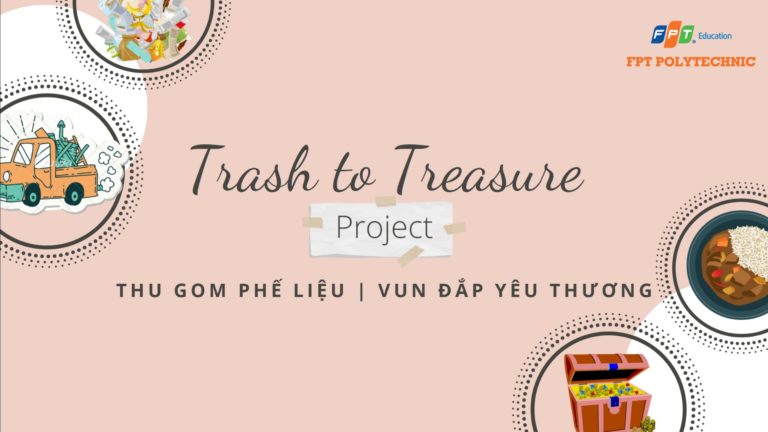 FPT Education
FPT POLYTECHNIC
Trash to Treasure
Project
THU GOM PHẾ LIỆU | VUN ĐẮP YÊU THƯƠNG